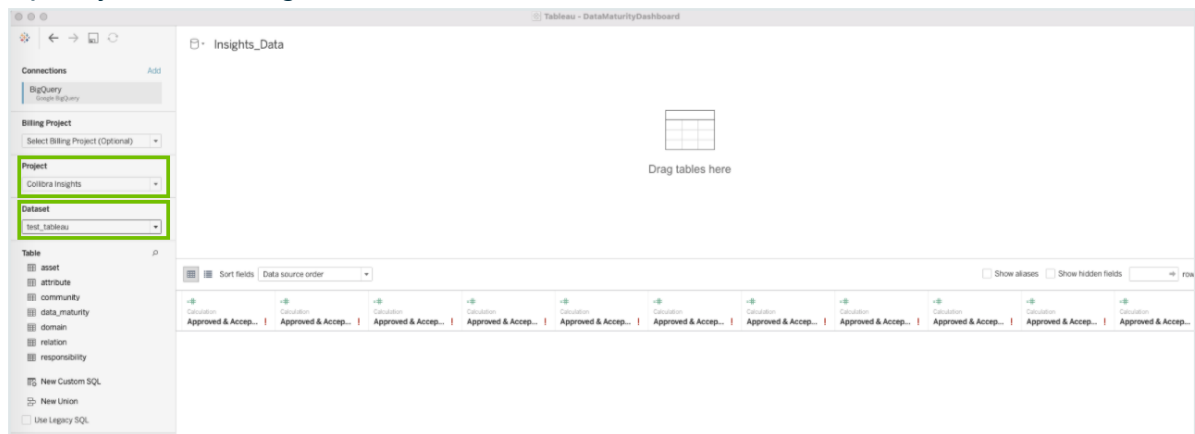 Tableau - DataMaturityDashboard
Insights_Data
Connections Add
BigQuery
Google BigQuery
Billing Project
Select Billing Project (Optional)
Project
Collibra Insights
Dataset
test_tableau
Drag tables here
Table
asset
attribute
community
data_maturity
domain
relation
responsibility
New Custom SQL
New Union
Use Legacy SQL
Sort fields Data source order
Show aliases Show hidden fields row
Calculation Calculation Calculation Calculation Calculation Calculation Calculation Calculation Calculation Calculation Calculation
Approved & Accep... ! Approved & Accep... ! Approved & Accep... ! Approved & Accep... ! Approved & Accep... ! Approved & Accep... ! Approved & Accep... ! Approved & Accep... ! Approved & Accep... ! Approved & Accep... ! Approved & Accep...